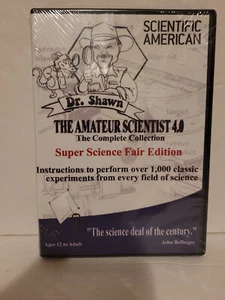 SCIENTIFIC
AMERICAN
Dr. Shawn
THE AMATEUR SCIENTIST 4.0
The Complete Collection
Super Science Fair Edition
Instructions to perform over 1,000 classic
experiments from every field of science
"The science deal of the century."
Ages 12 to Adult